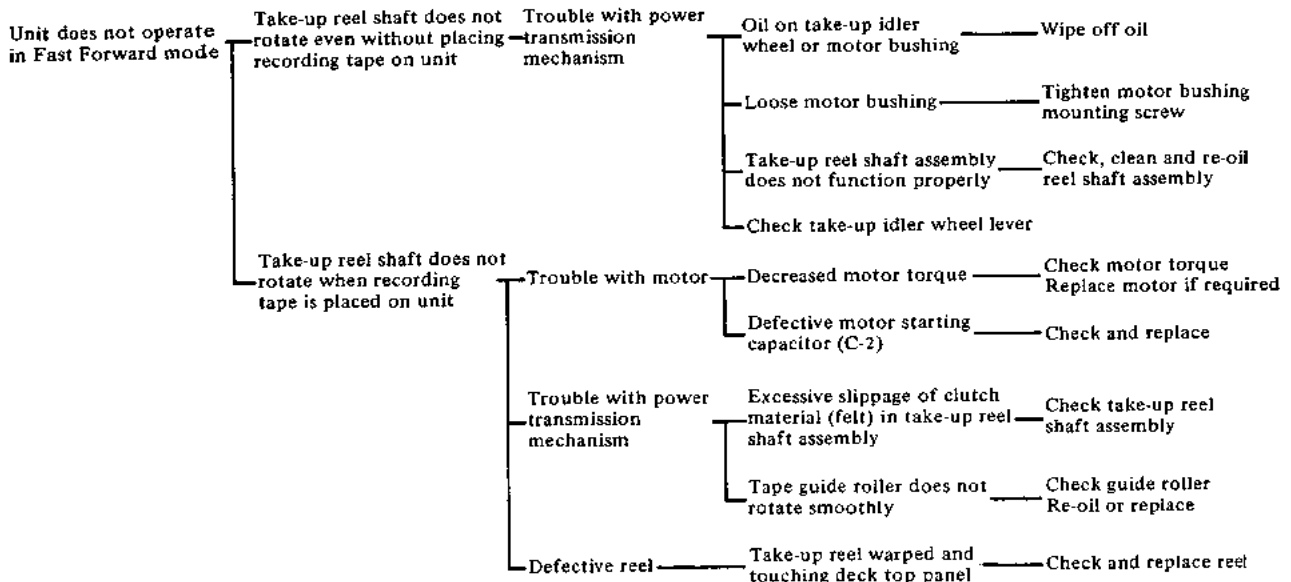 Unit does not operate
in Fast Forward mode
Take-up reel shaft does not
rotate even without placing
recording tape on unit
Trouble with power
transmission
mechanism
Oil on take-up idler
wheel or motor bushing
Wipe off oil
Loose motor bushing
Tighten motor bushing
mounting screw
Take-up reel shaft assembly
does not function properly
Check, clean and re-oil
reel shaft assembly
Check take-up idler wheel lever
Take-up reel shaft does not
rotate when recording
tape is placed on unit
Trouble with motor
Decreased motor torque
Check motor torque
Replace motor if required
Defective motor starting
capacitor (C-2)
Check and replace
Trouble with power
transmission
mechanism
Excessive slippage of clutch
material (felt) in take-up reel
shaft assembly
Check take-up reel
shaft assembly
Tape guide roller does not
rotate smoothly
Check guide roller
Re-oil or replace
Defective reel
Take-up reel warped and
touching deck top panel
Check and replace reel